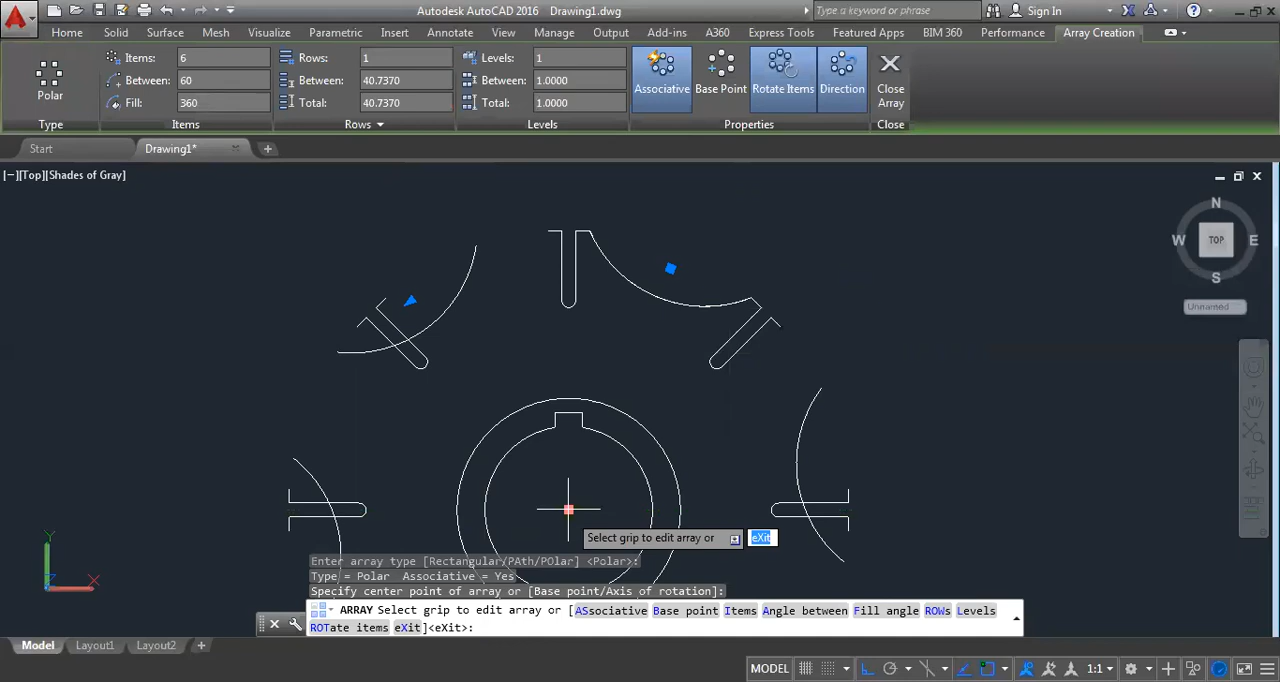 Autodesk AutoCAD 2016 Drawing1.dwg
Type a keyword or phrase
Sign In
Home Solid Surface Mesh Visualize Parametric Insert Annotate View Manage Output Add-ins A360 Express Tools Featured Apps BIM 360 Performance Array Creation
Polar
Items: 6
Between: 60
Fill: 360
Rows: 1
Between: 40.7370
Total: 40.7370
Levels: 1
Between: 1.0000
Total: 1.0000
Associative
Base Point
Rotate Items
Direction
Close
Array
Type
Items
Rows
Levels
Properties
Close
Start
Drawing1*
[−][Top][Shades of Gray]
N
W TOP E
S
Unnamed
Select grip to edit array or eXit
Enter array type [Rectangular/PAth/POlar] <Polar>:
Type = Polar Associative = Yes
Specify center point of array or [Base point/Axis of rotation]:
ARRAY Select grip to edit array or [ASsociative Base point Items Angle between Fill angle ROWs Levels
ROTate items eXit]<eXit>:
Y
X
Model Layout1 Layout2
MODEL
1:1